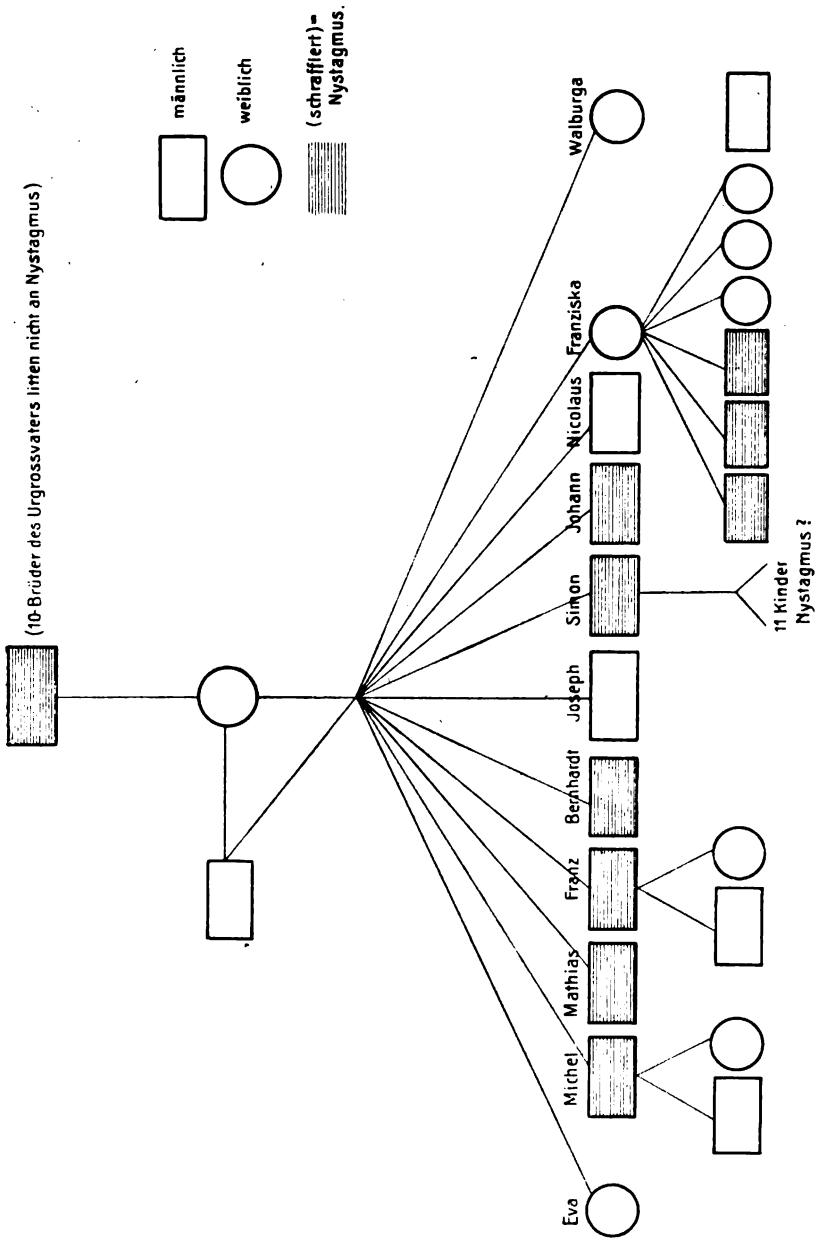 (10 Brüder des Urgrossvaters litten nicht an Nystagmus)
männlich
weiblich
(schraffiert)=
Nystagmus.
Eva
Michel
Mathias
Franz
Bernhardt
Joseph
Simon
Johann
Nicolaus
Franziska
Walburga
11 Kinder
Nystagmus?